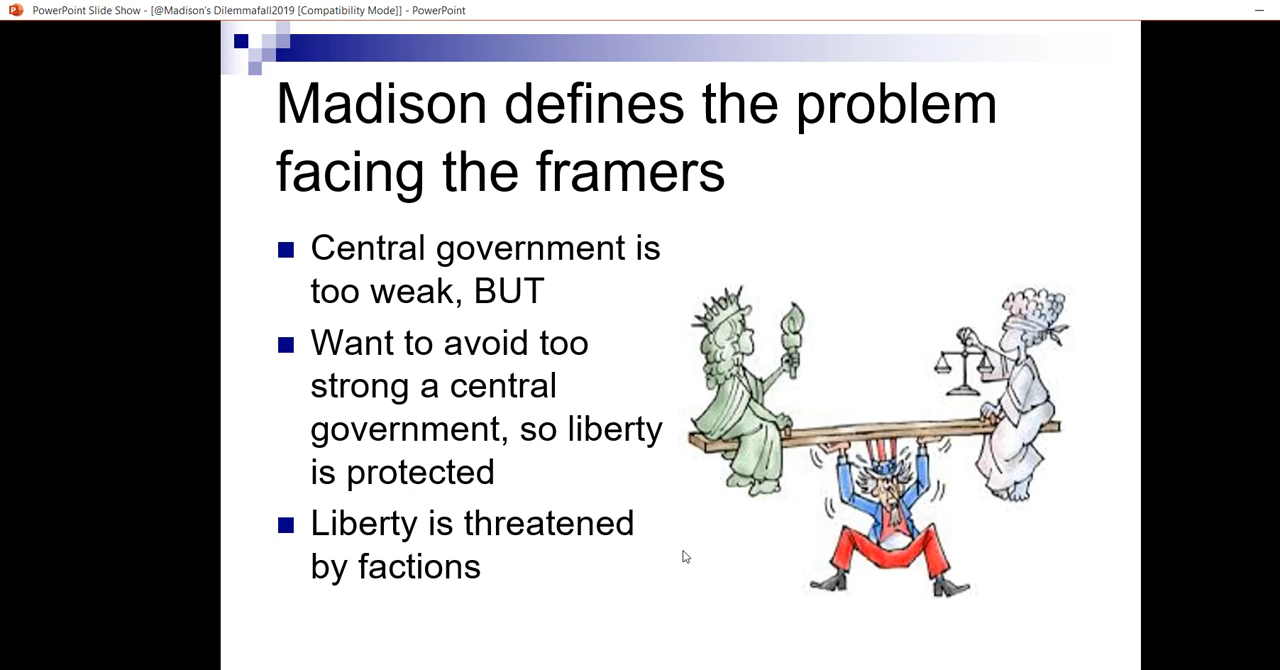 PowerPoint Slide Show - [@Madison's Dilemmafall2019 [Compatibility Mode]] - PowerPoint
Madison defines the problem
facing the framers
Central government is
too weak, BUT
Want to avoid too
strong a central
government, so liberty
is protected
Liberty is threatened
by factions